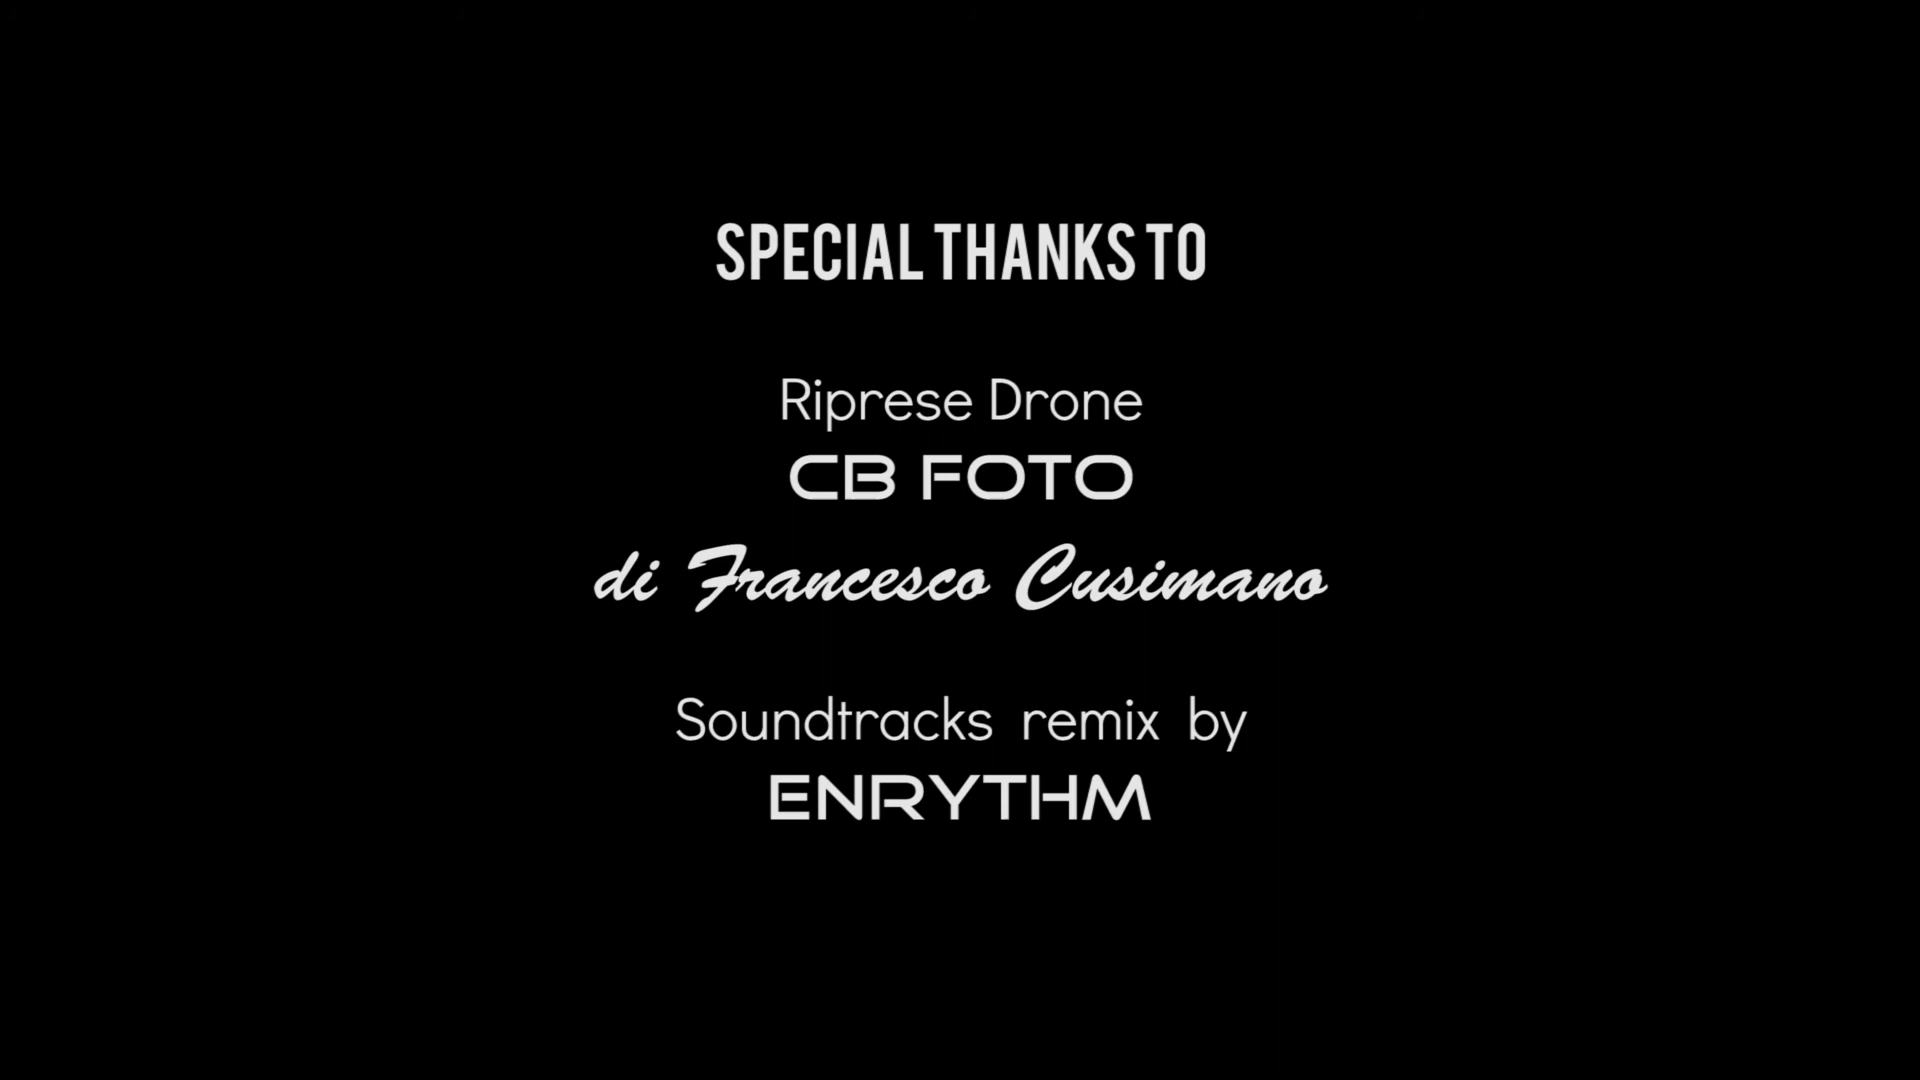 SPECIAL THANKS TO
Riprese Drone
CB FOTO
di Francesco Cusimano
Soundtracks remix by
ENRYTHM